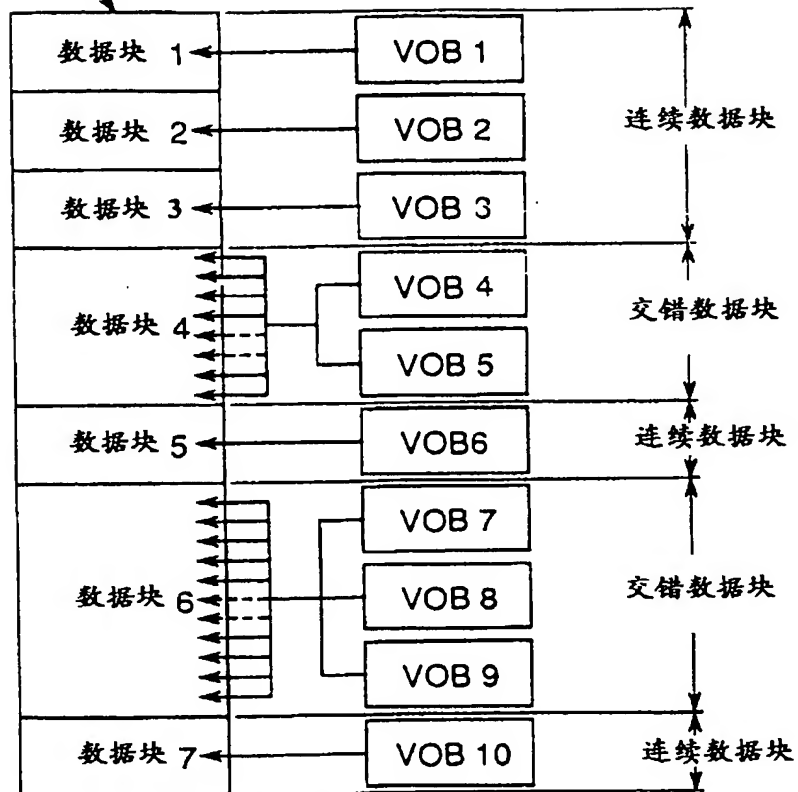 数据块 1
VOB 1
数据块 2
VOB 2
连续数据块
数据块 3
VOB 3
VOB 4
数据块 4
交错数据块
VOB 5
数据块 5
VOB6
连续数据块
VOB 7
数据块 6
VOB 8
交错数据块
VOB 9
数据块 7
VOB 10
连续数据块